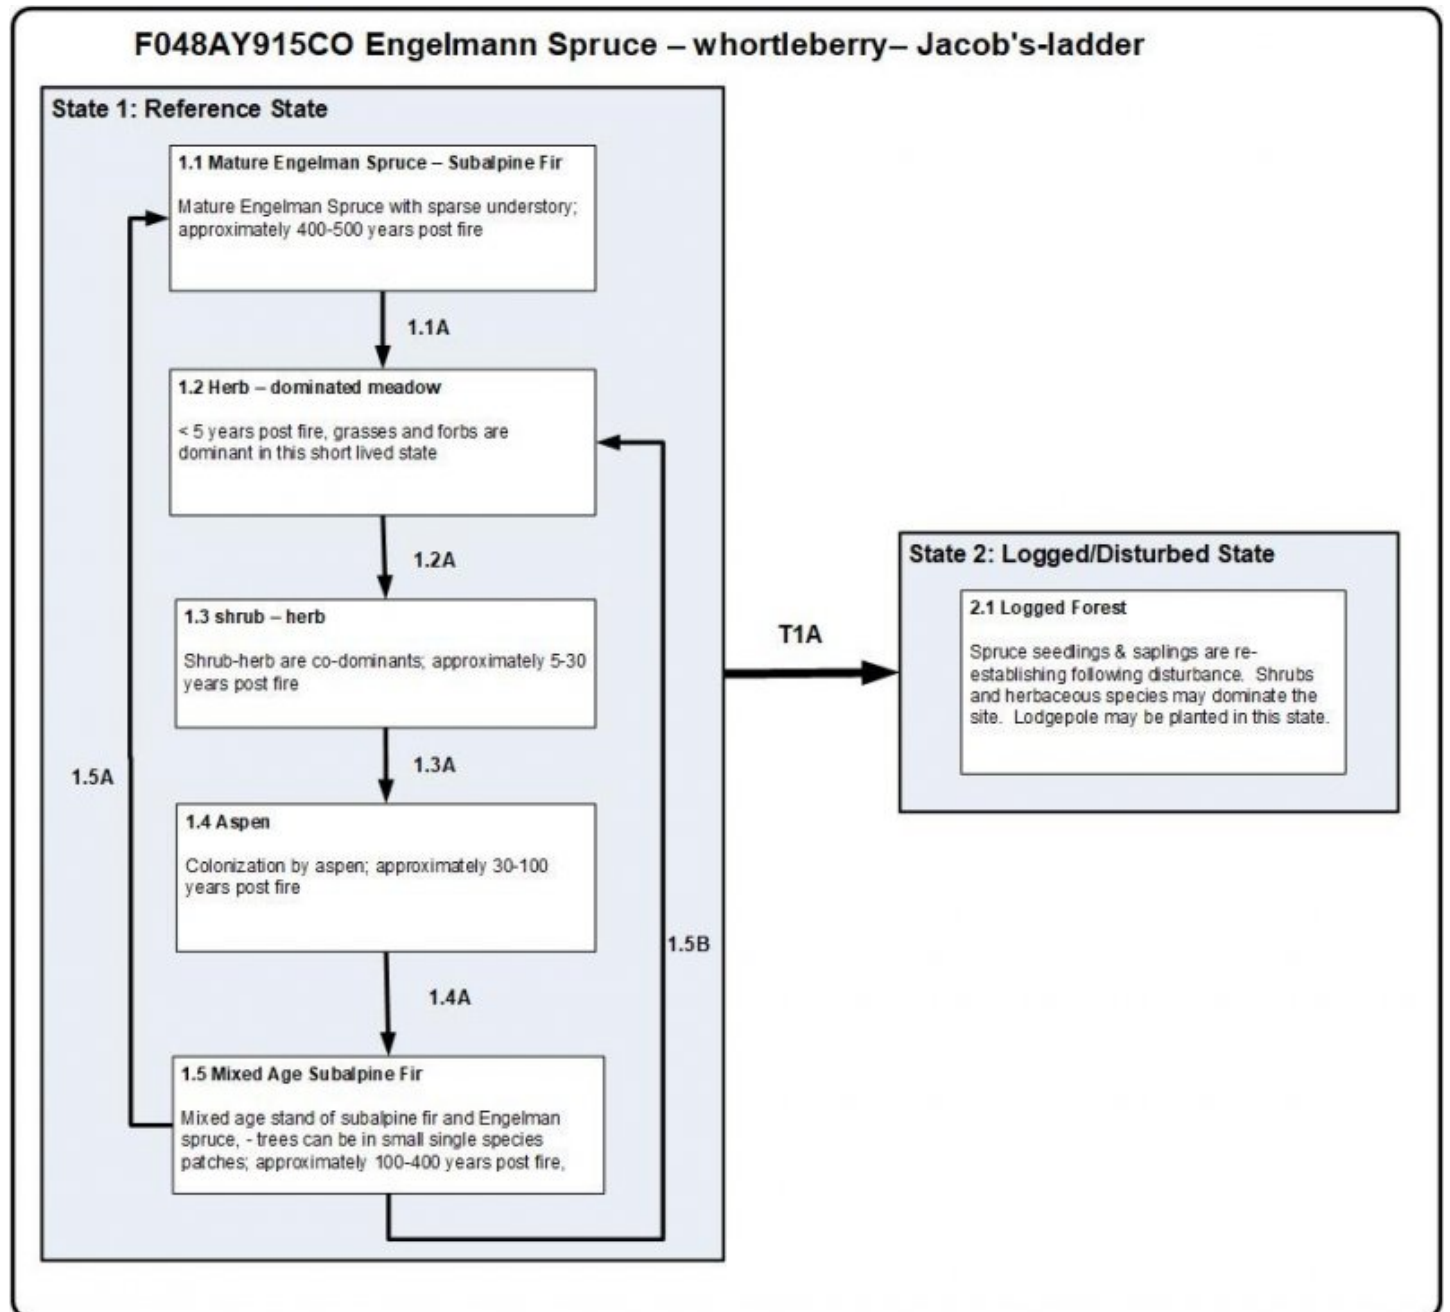 F048AY915CO Engelmann Spruce – whortleberry– Jacob's-ladder
State 1: Reference State
1.1 Mature Engelman Spruce – Subalpine Fir
Mature Engelman Spruce with sparse understory;
approximately 400-500 years post fire
1.1A
1.2 Herb – dominated meadow
< 5 years post fire, grasses and forbs are
dominant in this short lived state
1.2A
1.3 shrub – herb
Shrub-herb are co-dominants; approximately 5-30
years post fire
1.3A
1.4 Aspen
Colonization by aspen; approximately 30-100
years post fire
1.4A
1.5 Mixed Age Subalpine Fir
Mixed age stand of subalpine fir and Engelman
spruce, - trees can be in small single species
patches; approximately 100-400 years post fire,
1.5A
1.5B
T1A
State 2: Logged/Disturbed State
2.1 Logged Forest
Spruce seedlings & saplings are re-
establishing following disturbance. Shrubs
and herbaceous species may dominate the
site. Lodgepole may be planted in this state.